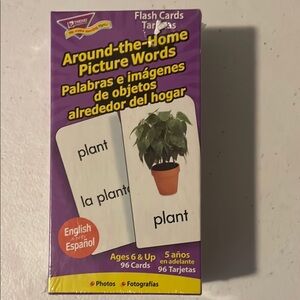 TREND
Flash Cards
Tarjetas
Around-the-Home
Picture Words
Palabras e imágenes
de objetos
alrededor del hogar
plant
la planta
plant
English
Español
Ages 6 & Up
96 Cards
5 años
en adelante
96 Tarjetas
Photos
Fotografías